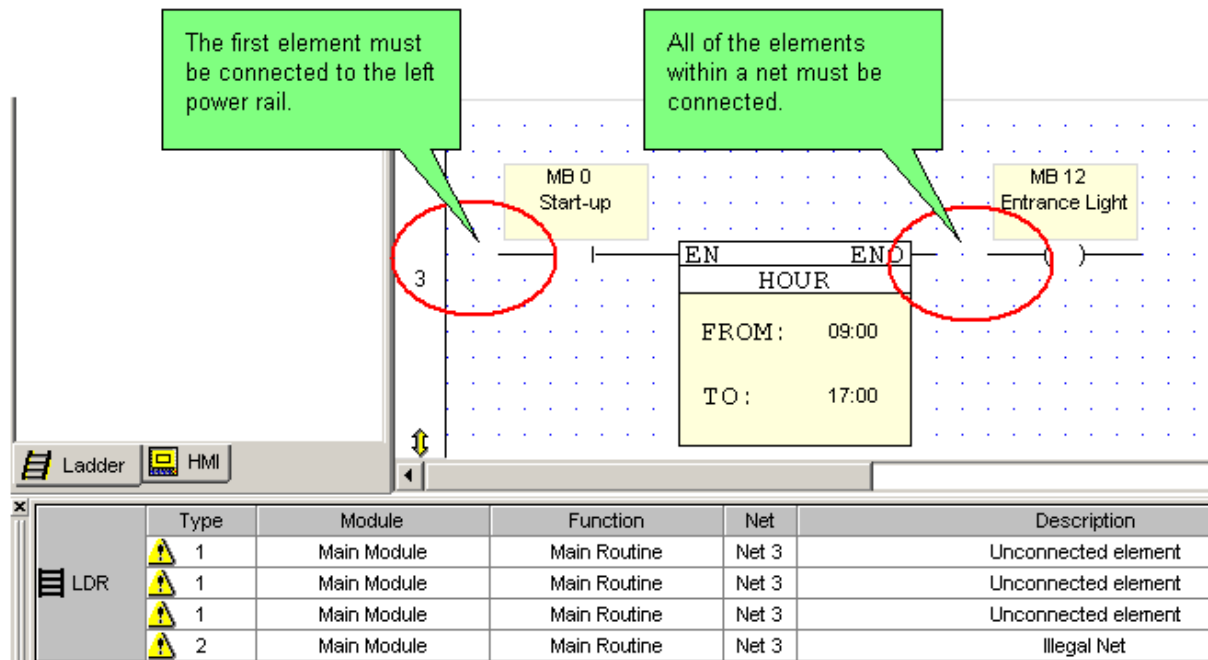 The first element must
be connected to the left
power rail.
All of the elements
within a net must be
connected.
MB 0
Start-up
MB 12
Entrance Light
3
EN ENO
HOUR
FROM: 09:00
TO: 17:00
Ladder HMI
Type Module Function Net Description
LDR
1 Main Module Main Routine Net 3 Unconnected element
1 Main Module Main Routine Net 3 Unconnected element
1 Main Module Main Routine Net 3 Unconnected element
2 Main Module Main Routine Net 3 Illegal Net